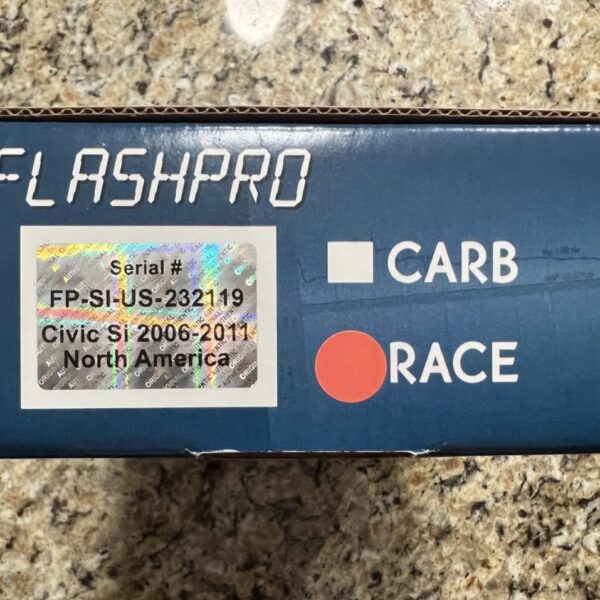 FLASHPRO
Serial #
FP-SI-US-232119
Civic Si 2006-2011
North America
CARB
RACE